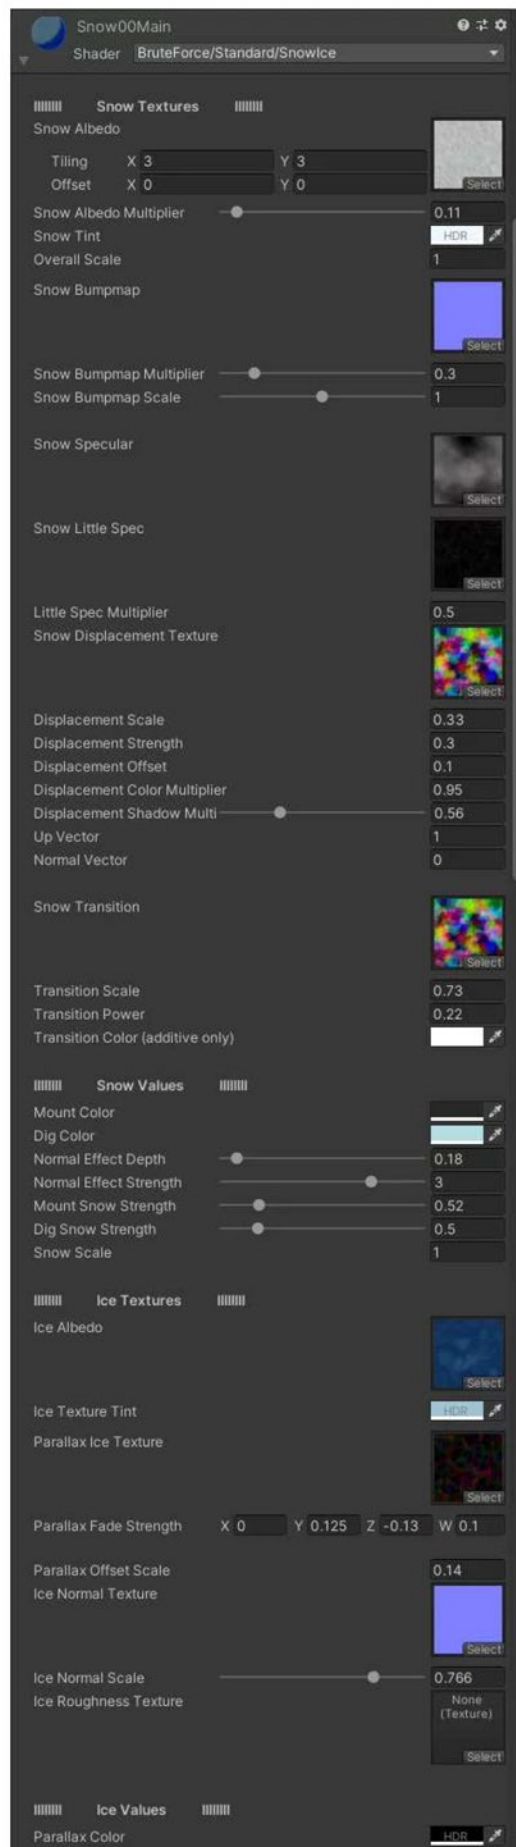 Snow00Main
Shader BruteForce/Standard/SnowIce
Snow Textures
Snow Albedo
Tiling X 3 Y 3
Offset X 0 Y 0
Select
Snow Albedo Multiplier 0.11
Snow Tint HDR
Overall Scale 1
Snow Bumpmap
Select
Snow Bumpmap Multiplier 0.3
Snow Bumpmap Scale 1
Snow Specular
Select
Snow Little Spec
Select
Little Spec Multiplier 0.5
Snow Displacement Texture
Select
Displacement Scale 0.33
Displacement Strength 0.3
Displacement Offset 0.1
Displacement Color Multiplier 0.95
Displacement Shadow Multi 0.56
Up Vector 1
Normal Vector 0
Snow Transition
Select
Transition Scale 0.73
Transition Power 0.22
Transition Color (additive only)
Snow Values
Mount Color
Dig Color
Normal Effect Depth 0.18
Normal Effect Strength 3
Mount Snow Strength 0.52
Dig Snow Strength 0.5
Snow Scale 1
Ice Textures
Ice Albedo
Select
Ice Texture Tint HDR
Parallax Ice Texture
Select
Parallax Fade Strength X 0 Y 0.125 Z -0.13 W 0.1
Parallax Offset Scale 0.14
Ice Normal Texture
Select
Ice Normal Scale 0.766
Ice Roughness Texture None
(Texture)
Select
Ice Values
Parallax Color HDR